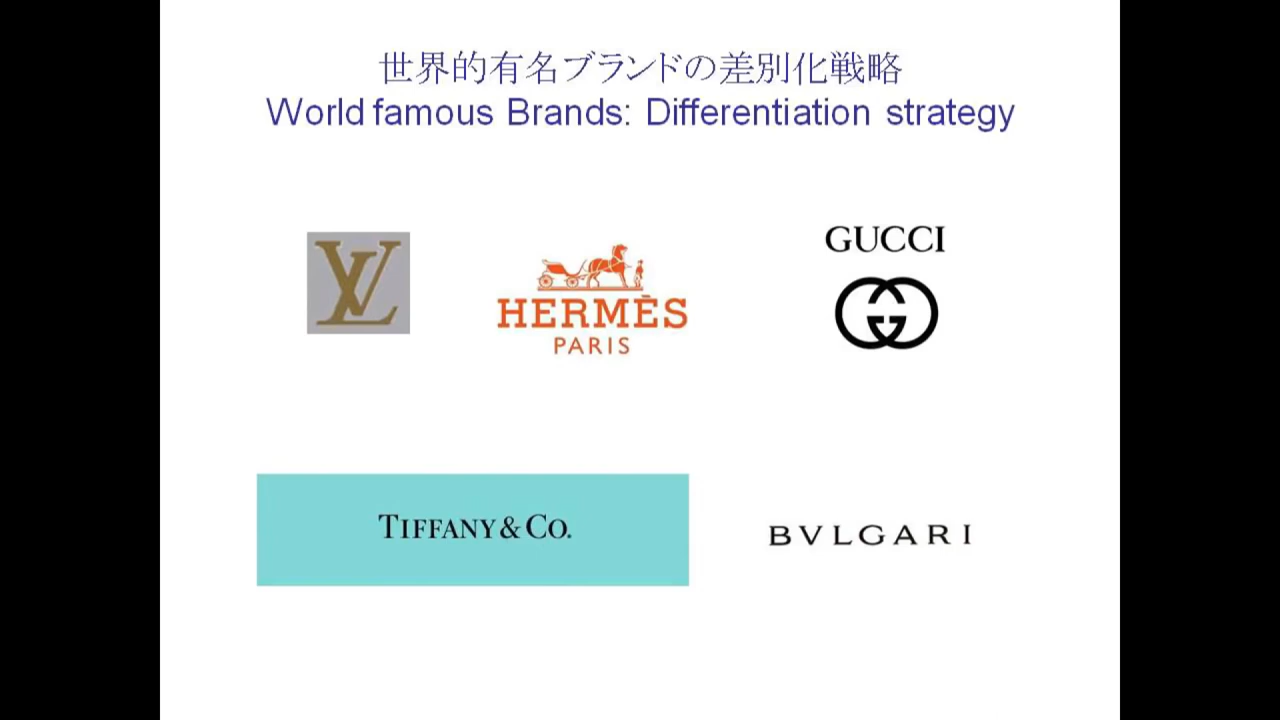 世界的有名ブランドの差別化戦略
World famous Brands: Differentiation strategy
LV
HERMÈS
PARIS
GUCCI
TIFFANY & CO.
BVLGARI